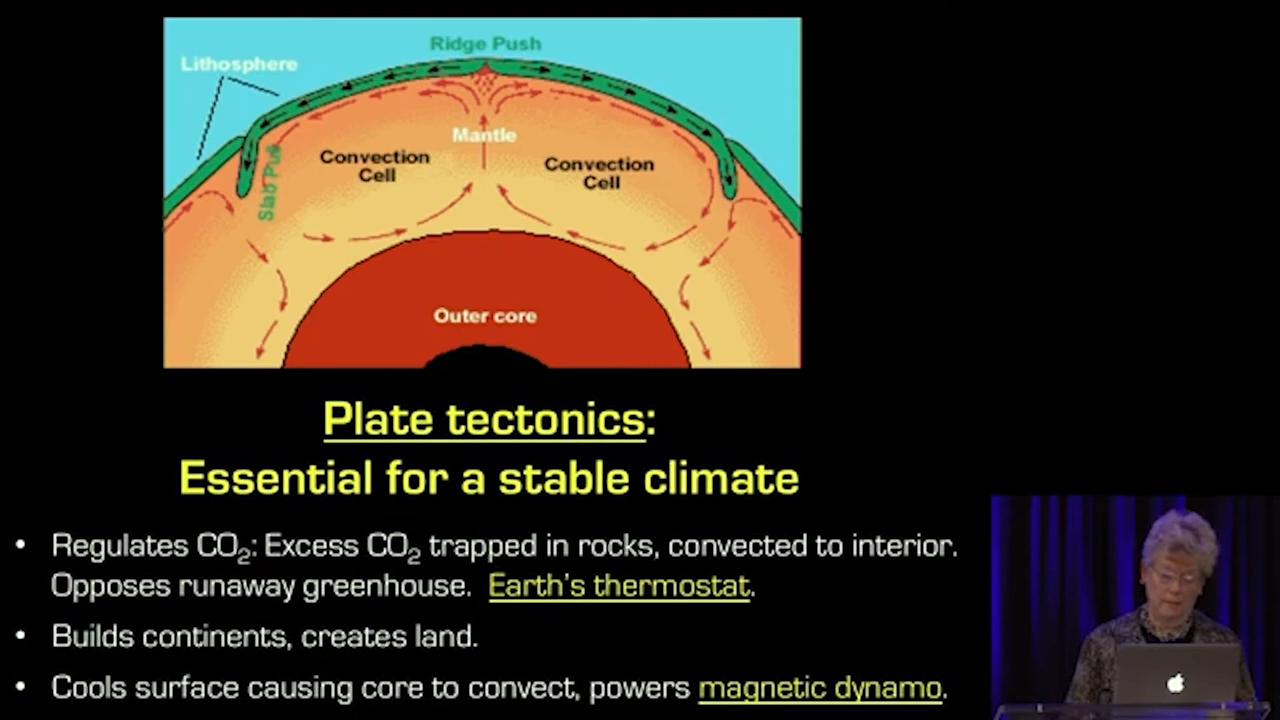 Ridge Push
Lithosphere
Mantle
Convection
Cell
Convection
Cell
Slab Pull
Outer core
Plate tectonics:
Essential for a stable climate
• Regulates CO₂: Excess CO₂ trapped in rocks, convected to interior.
Opposes runaway greenhouse. Earth's thermostat.
• Builds continents, creates land.
• Cools surface causing core to convect, powers magnetic dynamo.